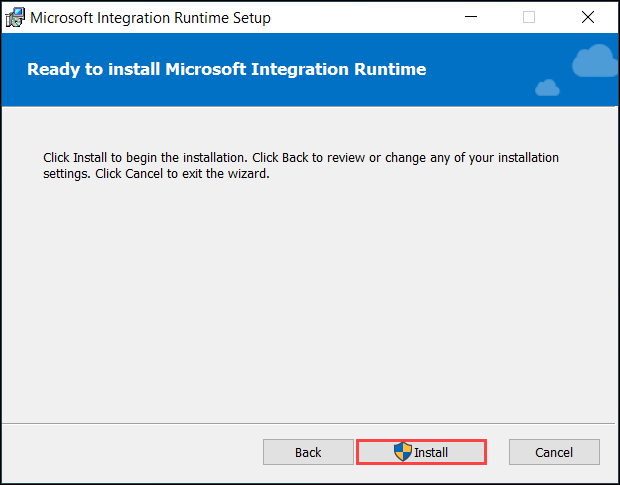 Microsoft Integration Runtime Setup
Ready to install Microsoft Integration Runtime
Click Install to begin the installation. Click Back to review or change any of your installation
settings. Click Cancel to exit the wizard.
Back Install Cancel